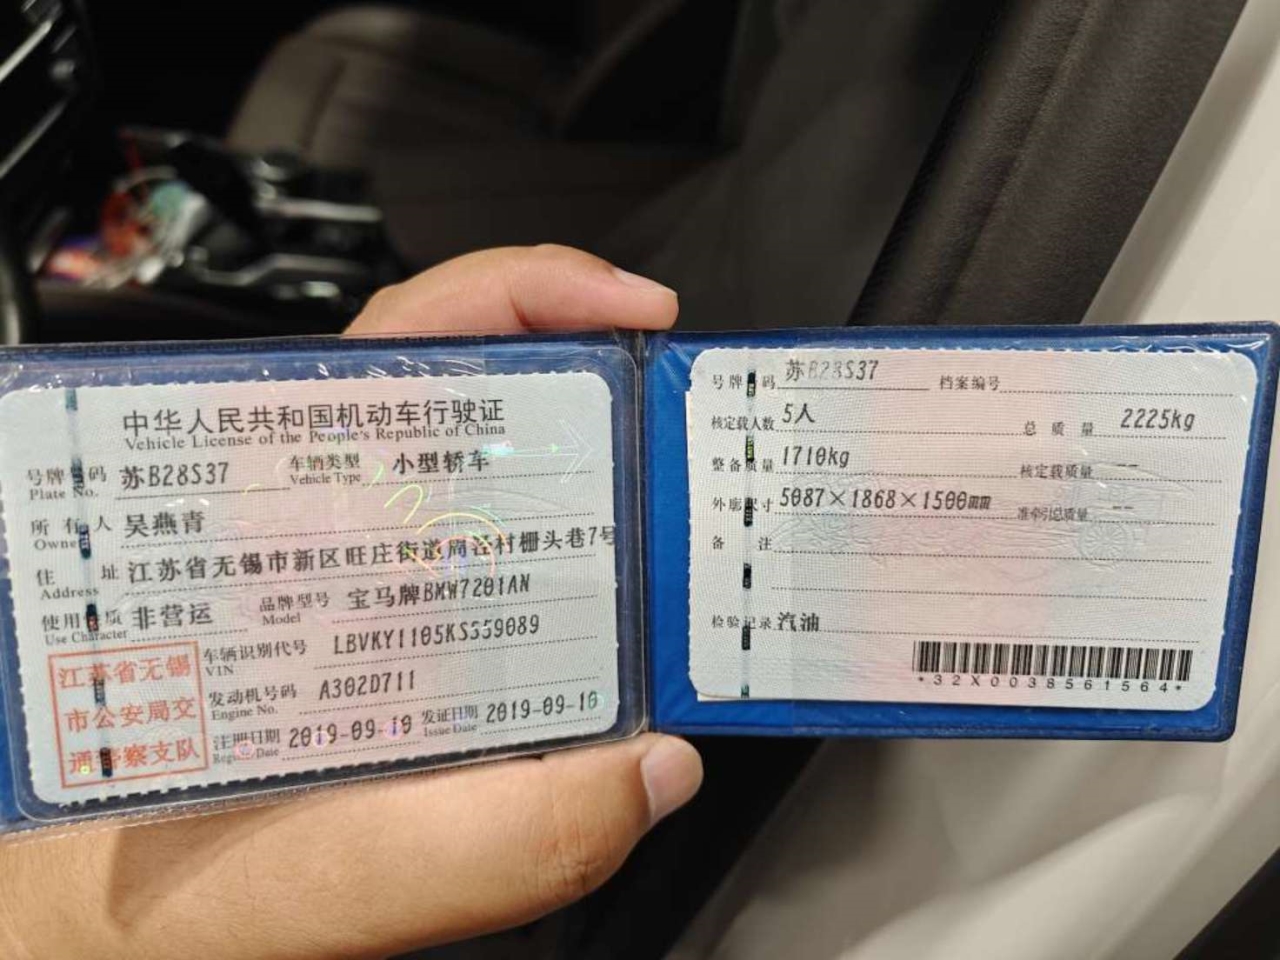 中华人民共和国机动车行驶证
Vehicle License of the People's Republic of China
号牌号码 苏B28S37 车辆类型 小型轿车
Plate No. Vehicle Type
所有人 吴燕青
Owner
住址 江苏省无锡市新区旺庄街道周泾村栅头巷7号
Address
使用性质 非营运 品牌型号 宝马牌BMW7201AN
Use Character Model
江苏省无锡
市公安局交
通警察支队
车辆识别代号 LBVKY1105KS559089
VIN
发动机号码 A302D711
Engine No.
注册日期 2019-09-10 发证日期 2019-09-10
Register Date Issue Date
号牌号码 苏B28S37 档案编号
核定载人数 5人 总质量 2225kg
整备质量 1710kg 核定载质量 --
外廓尺寸 5087×1868×1500mm 准牵引总质量 --
备注
检验记录 汽油
*32X0038561564*